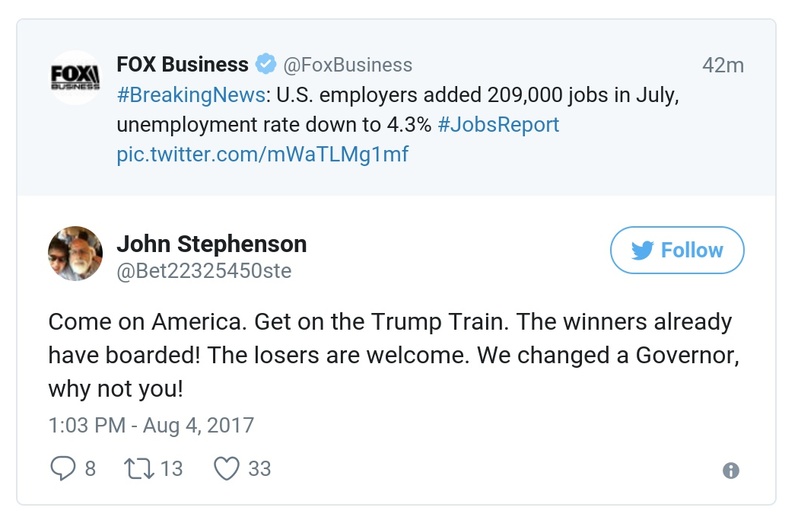 FOX
BUSINESS
FOX Business @FoxBusiness 42m
#BreakingNews: U.S. employers added 209,000 jobs in July,
unemployment rate down to 4.3% #JobsReport
pic.twitter.com/mWaTLMg1mf
John Stephenson
@Bet22325450ste
Follow
Come on America. Get on the Trump Train. The winners already
have boarded! The losers are welcome. We changed a Governor,
why not you!
1:03 PM - Aug 4, 2017
8 13 33